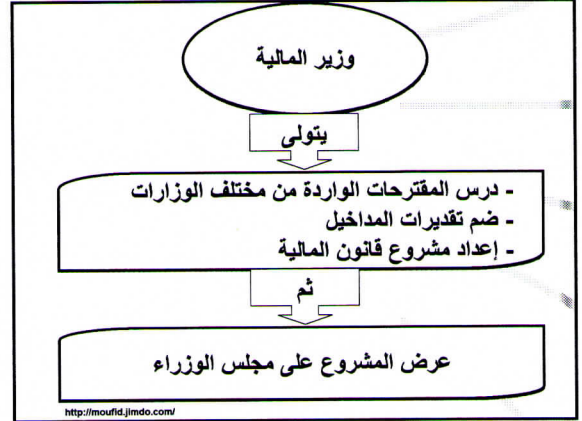 وزير المالية
يتولى
- درس المقترحات الواردة من مختلف الوزارات
- ضم تقديرات المداخيل
- إعداد مشروع قانون المالية
ثم
عرض المشروع على مجلس الوزراء
http://moufid.jimdo.com/